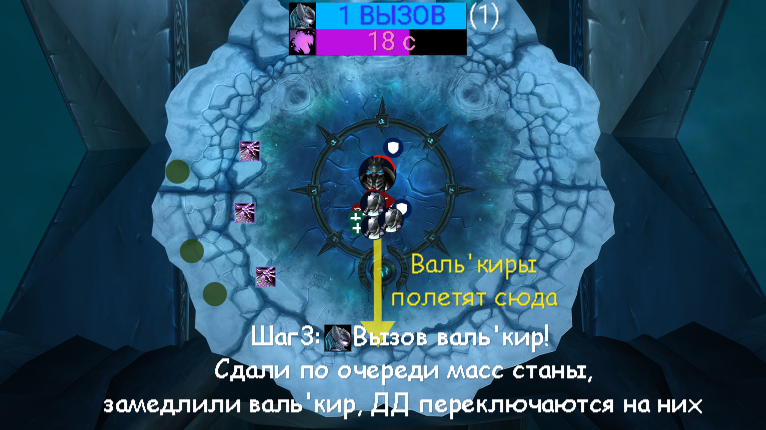 1 ВЫЗОВ (1)
18 с
Валь'киры
полетят сюда
Шаг3: Вызов валь'кир!
Сдали по очереди масс станы,
замедлили валь'кир, ДД переключаются на них